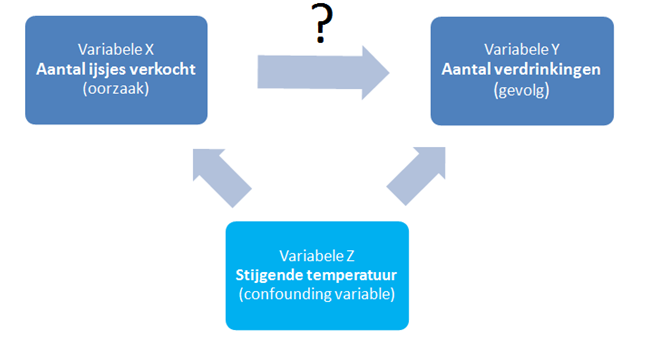 ?
Variabele X
Aantal ijsjes verkocht
(oorzaak)
Variabele Y
Aantal verdrinkingen
(gevolg)
Variabele Z
Stijgende temperatuur
(confounding variable)